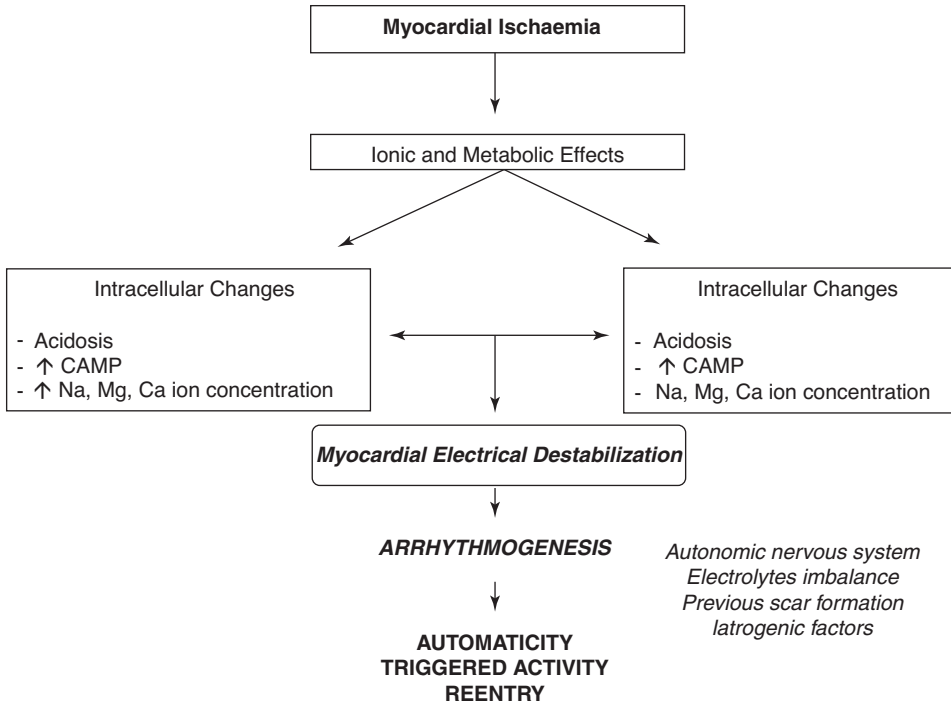 Myocardial Ischaemia
Ionic and Metabolic Effects
Intracellular Changes
- Acidosis
- ↑ CAMP
- ↑ Na, Mg, Ca ion concentration
Intracellular Changes
- Acidosis
- ↑ CAMP
- Na, Mg, Ca ion concentration
Myocardial Electrical Destabilization
ARRHYTHMOGENESIS
Autonomic nervous system
Electrolytes imbalance
Previous scar formation
Iatrogenic factors
AUTOMATICITY
TRIGGERED ACTIVITY
REENTRY